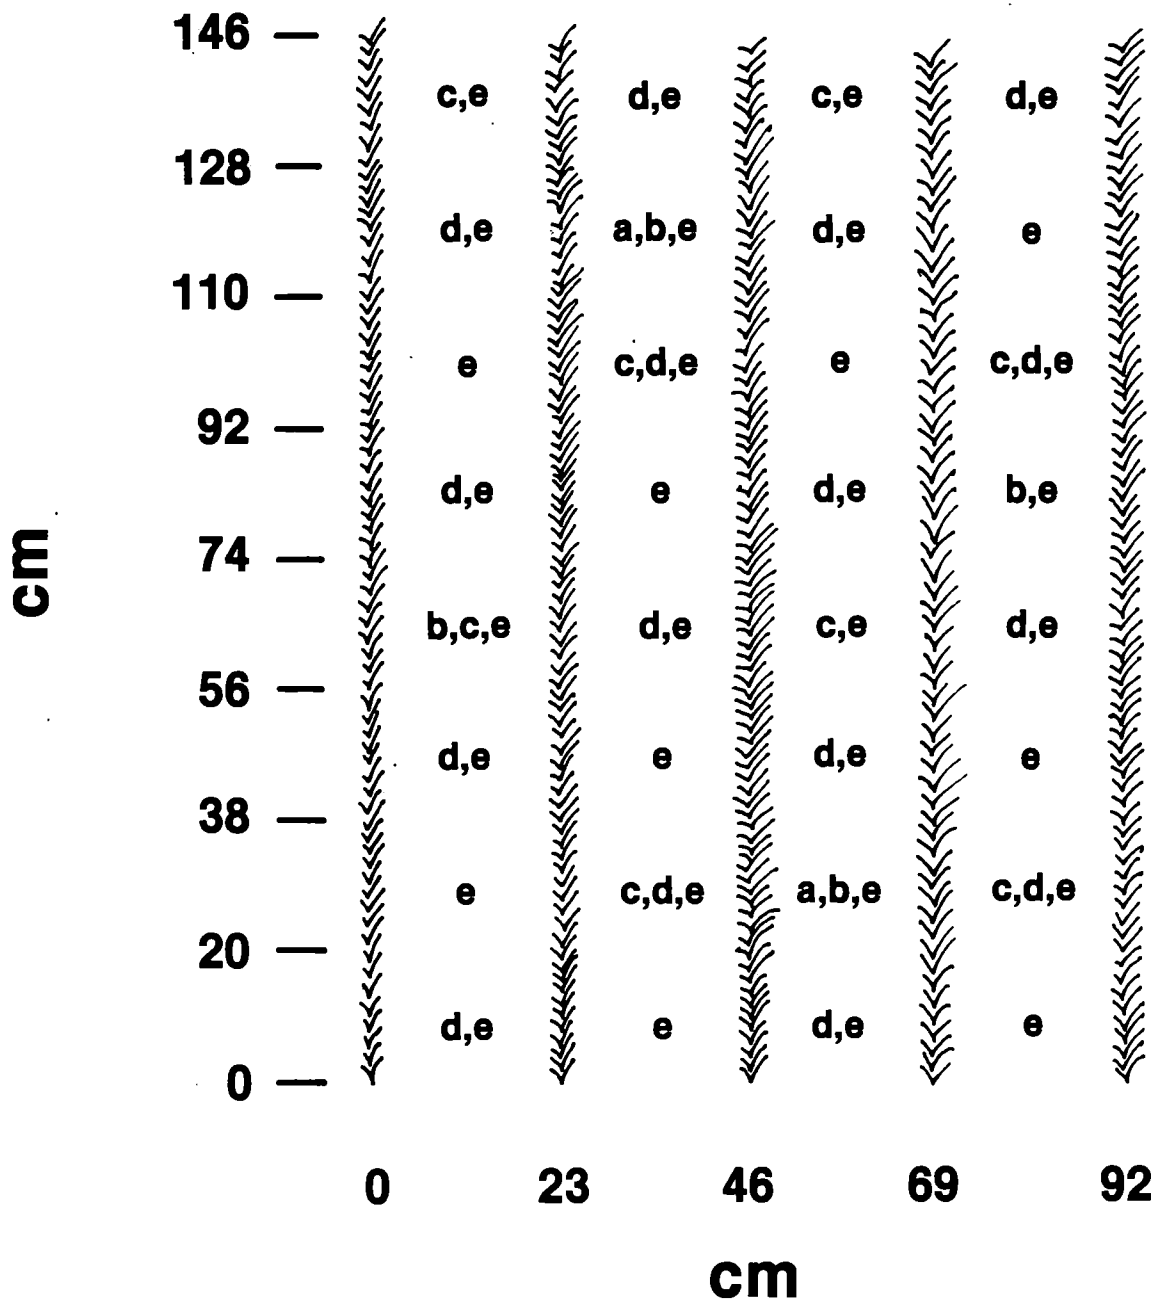 146
c,e d,e c,e d,e
128
d,e a,b,e d,e e
110
e c,d,e e c,d,e
92
d,e e d,e b,e
cm
74
b,c,e d,e c,e d,e
56
d,e e d,e e
38
e c,d,e a,b,e c,d,e
20
d,e e d,e e
0
0 23 46 69 92
cm